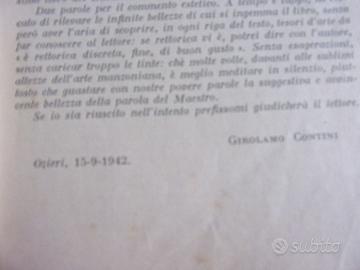 Due parole per il commento estetico. A tempo e
cato di rilevare le infinite bellezze di cui si ingemma il libro, senza
però aver l'aria di scoprire, in ogni riga del testo, tesori d'arte da
far conoscere al lettore: se rettorica vi è, potrei dire con l'autore,
« è rettorica discreta, fine, di buon gusto ». Senza esagerazioni,
senza caricar troppo le tinte: chè molte volte, davanti alle sublimi
altezze dell'arte manzoniana, è meglio meditare in silenzio, piut-
tosto che guastare con nostre povere parole la suggestiva e
cente bellezza della parola del Maestro.
Se io sia riuscito nell'intento prefissomi giudicherà il lettore.
GIROLAMO CONTINI
Ozieri, 15-9-1942.
subito